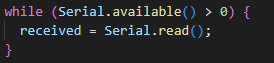 while (Serial.available() > 0) {
  received = Serial.read();
}